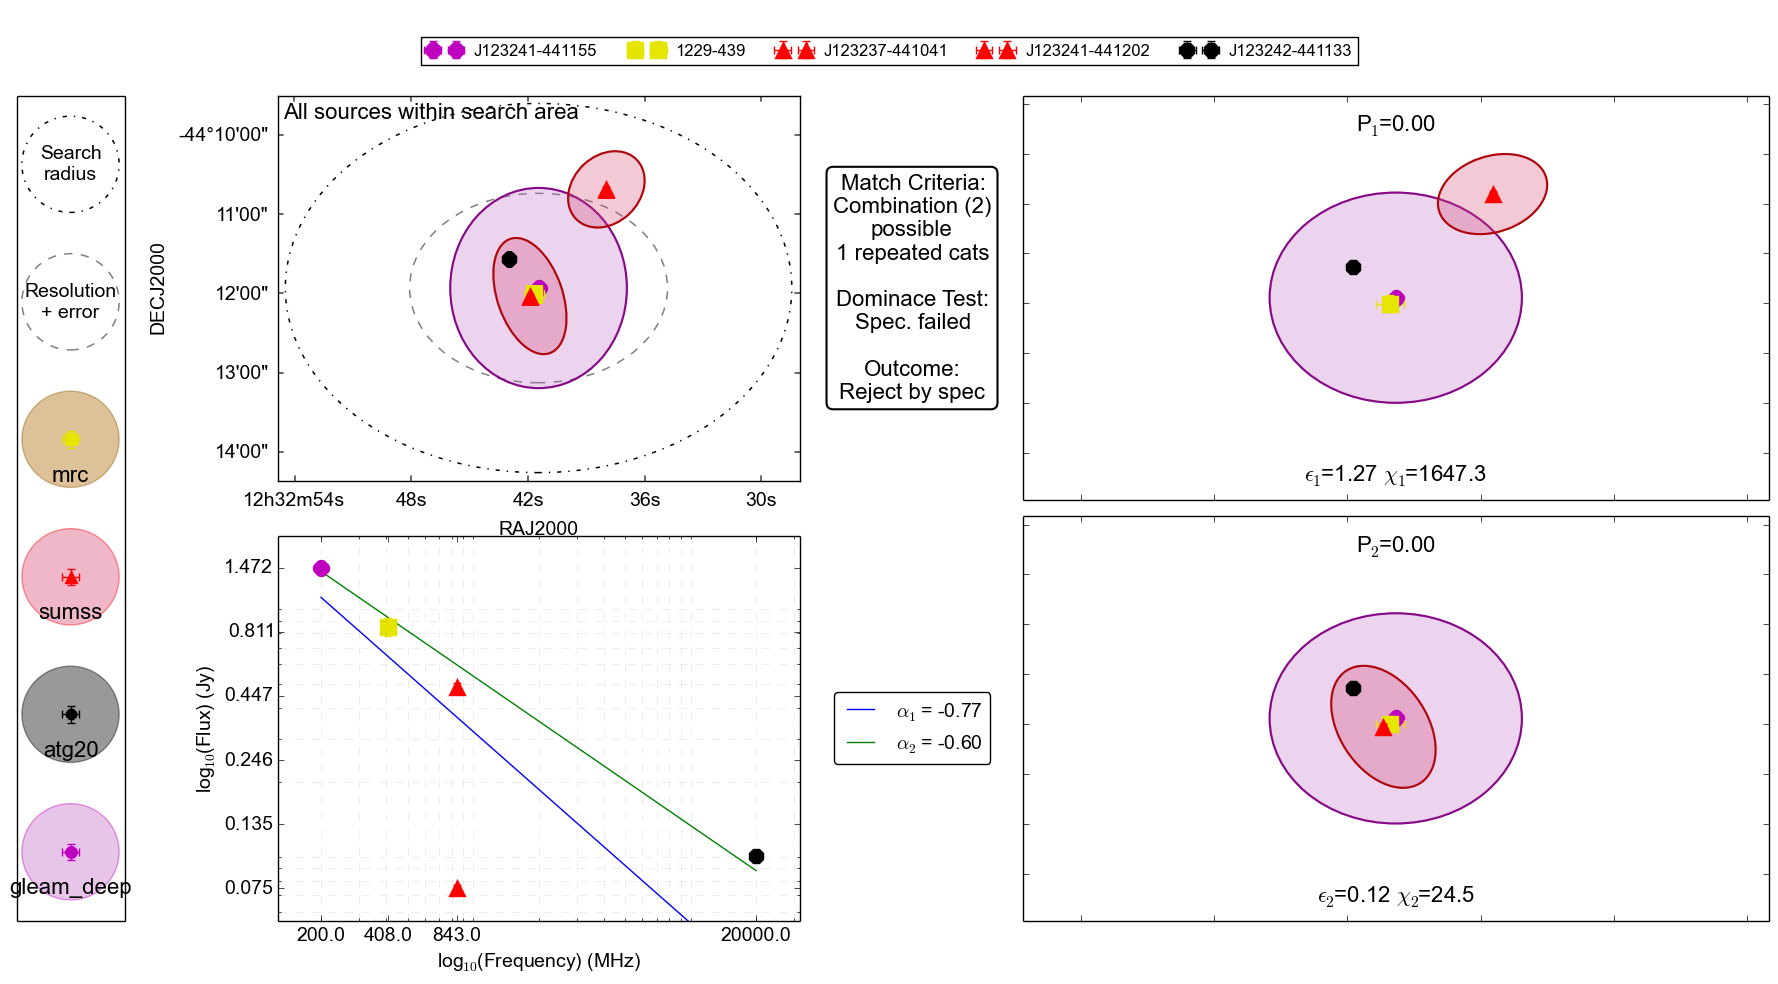 J123241-441155 1229-439 J123237-441041 J123241-441202 J123242-441133
Search
radius
Resolution
+ error
mrc
sumss
atg20
gleam_deep
All sources within search area
DECJ2000
-44°10'00"
11'00"
12'00"
13'00"
14'00"
12h32m54s 48s 42s 36s 30s
RAJ2000
Match Criteria:
Combination (2)
possible
1 repeated cats
Dominace Test:
Spec. failed
Outcome:
Reject by spec
P₁=0.00
ϵ₁=1.27 χ₁=1647.3
log₁₀(Flux) (Jy)
1.472
0.811
0.447
0.246
0.135
0.075
200.0 408.0 843.0 20000.0
log₁₀(Frequency) (MHz)
α₁ = -0.77
α₂ = -0.60
P₂=0.00
ϵ₂=0.12 χ₂=24.5